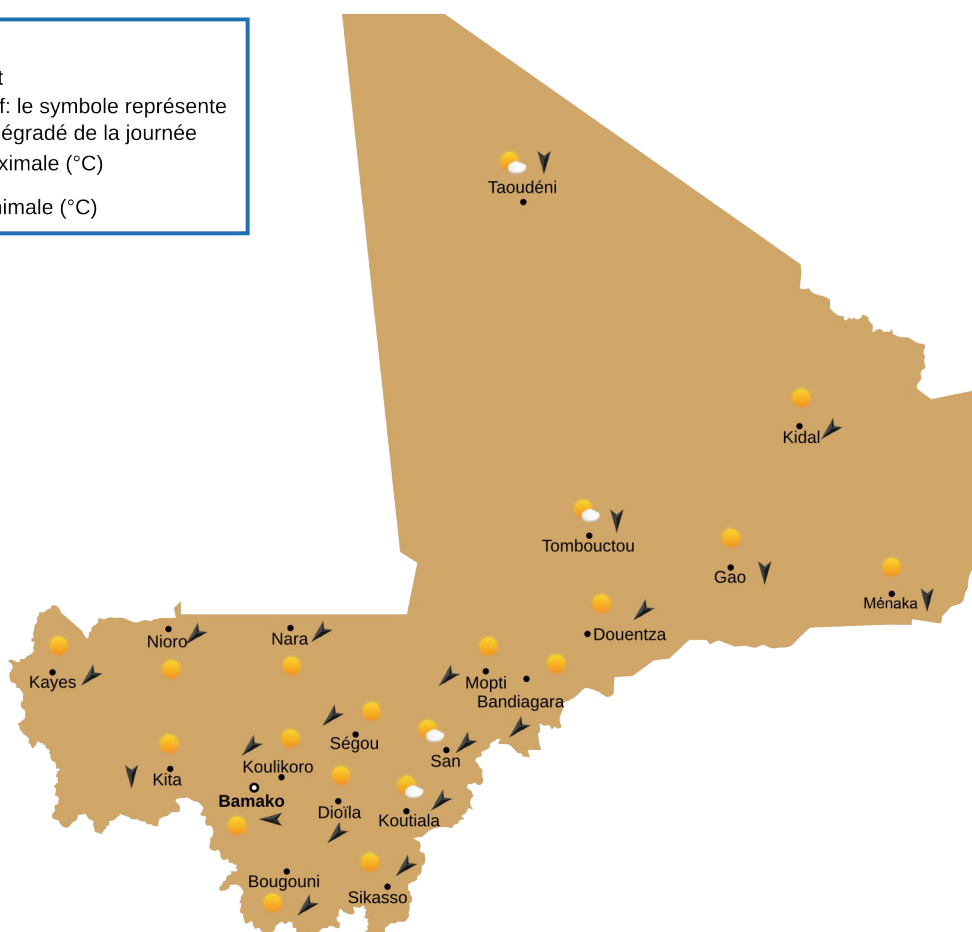 f: le symbole représente
égradé de la journée
ximale (°C)
nimale (°C)
Taoudéni
Kidal
Tombouctou
Gao
Ménaka
Douentza
Nioro
Nara
Kayes
Mopti
Bandiagara
Ségou
San
Koulikoro
Kita
Bamako
Dioïla
Koutiala
Bougouni
Sikasso